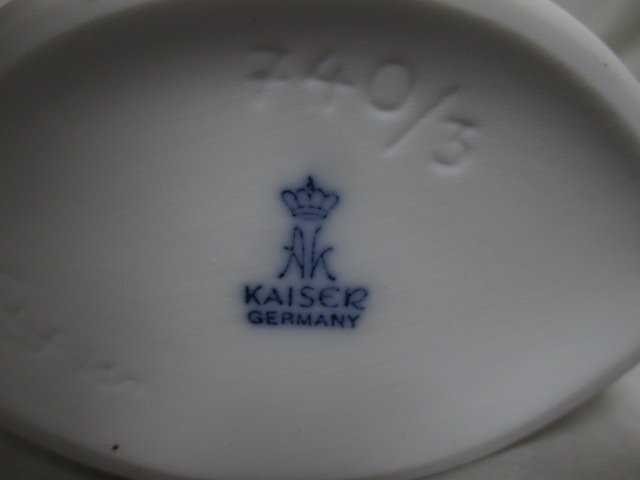 740/3
AK
KAISER
GERMANY